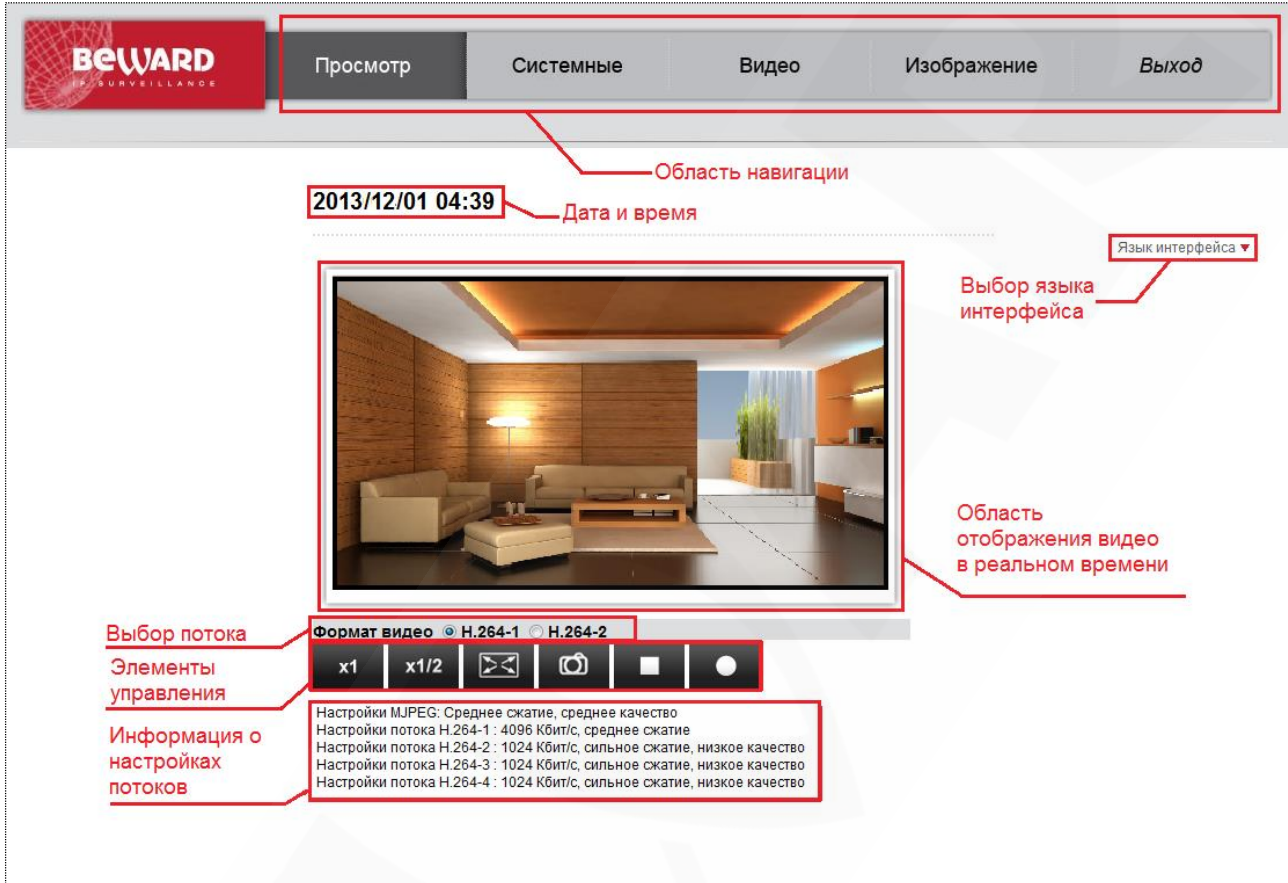 BEWARD
IP SURVEILLANCE
Просмотр
Системные
Видео
Изображение
Выход
Область навигации
2013/12/01 04:39
Дата и время
Язык интерфейса
Выбор языка
интерфейса
Область
отображения видео
в реальном времени
Выбор потока
Формат видео H.264-1 H.264-2
Элементы
управления
x1
x1/2
Информация о
настройках
потоков
Настройки MJPEG: Среднее сжатие, среднее качество
Настройки потока H.264-1 : 4096 Кбит/с, среднее сжатие
Настройки потока H.264-2 : 1024 Кбит/с, сильное сжатие, низкое качество
Настройки потока H.264-3 : 1024 Кбит/с, сильное сжатие, низкое качество
Настройки потока H.264-4 : 1024 Кбит/с, сильное сжатие, низкое качество